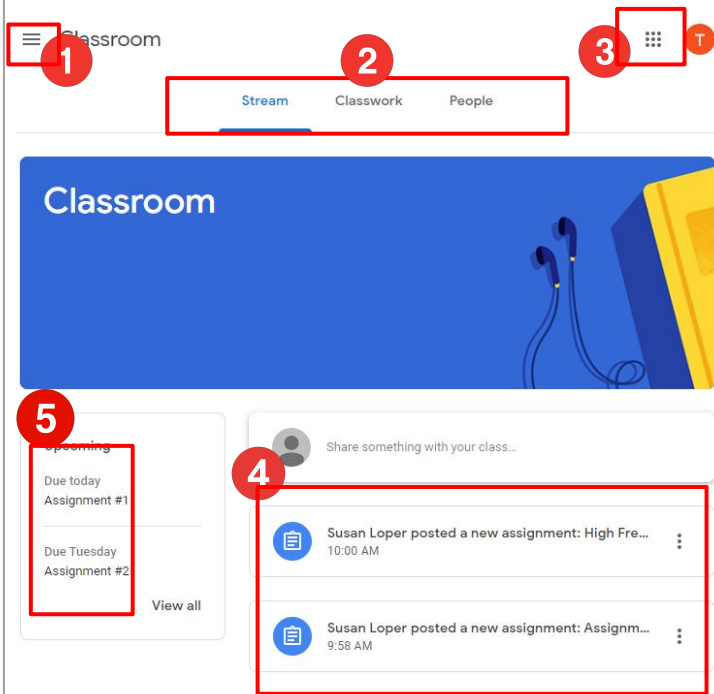 Classroom
1
2
3
T
Stream Classwork People
Classroom
5
Upcoming
Due today
Assignment #1
Due Tuesday
Assignment #2
View all
Share something with your class...
4
Susan Loper posted a new assignment: High Fre...
10:00 AM
Susan Loper posted a new assignment: Assignm...
9:58 AM